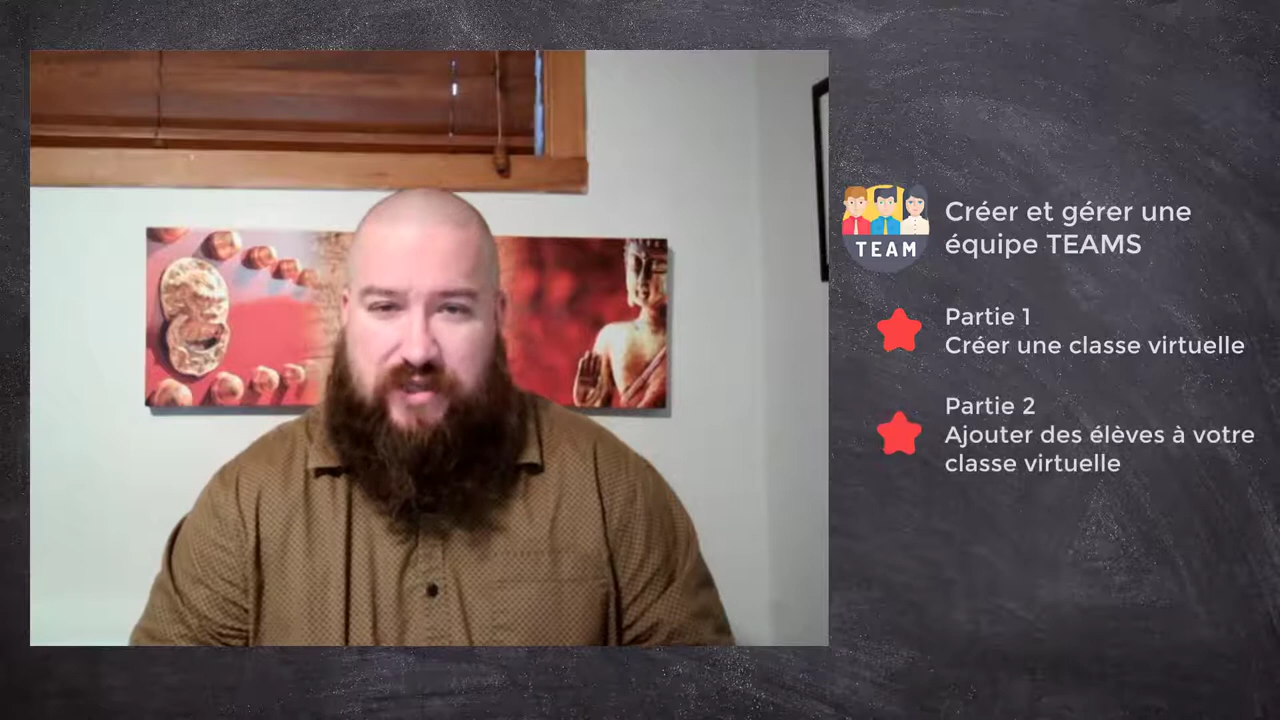 TEAM
Créer et gérer une
équipe TEAMS
Partie 1
Créer une classe virtuelle
Partie 2
Ajouter des élèves à votre
classe virtuelle